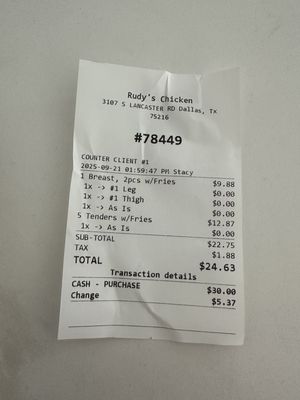 Rudy's Chicken
3107 S LANCASTER RD Dallas, TX
75216
#78449
COUNTER CLIENT #1
2025-09-21 01:59:47 PM Stacy
1 Breast, 2pcs w/Fries $9.88
1x -> #1 Leg $0.00
1x -> #1 Thigh $0.00
1x -> As Is $0.00
5 Tenders w/Fries $12.87
1x -> As Is $0.00
SUB-TOTAL $22.75
TAX $1.88
TOTAL $24.63
Transaction details
CASH - PURCHASE $30.00
Change $5.37